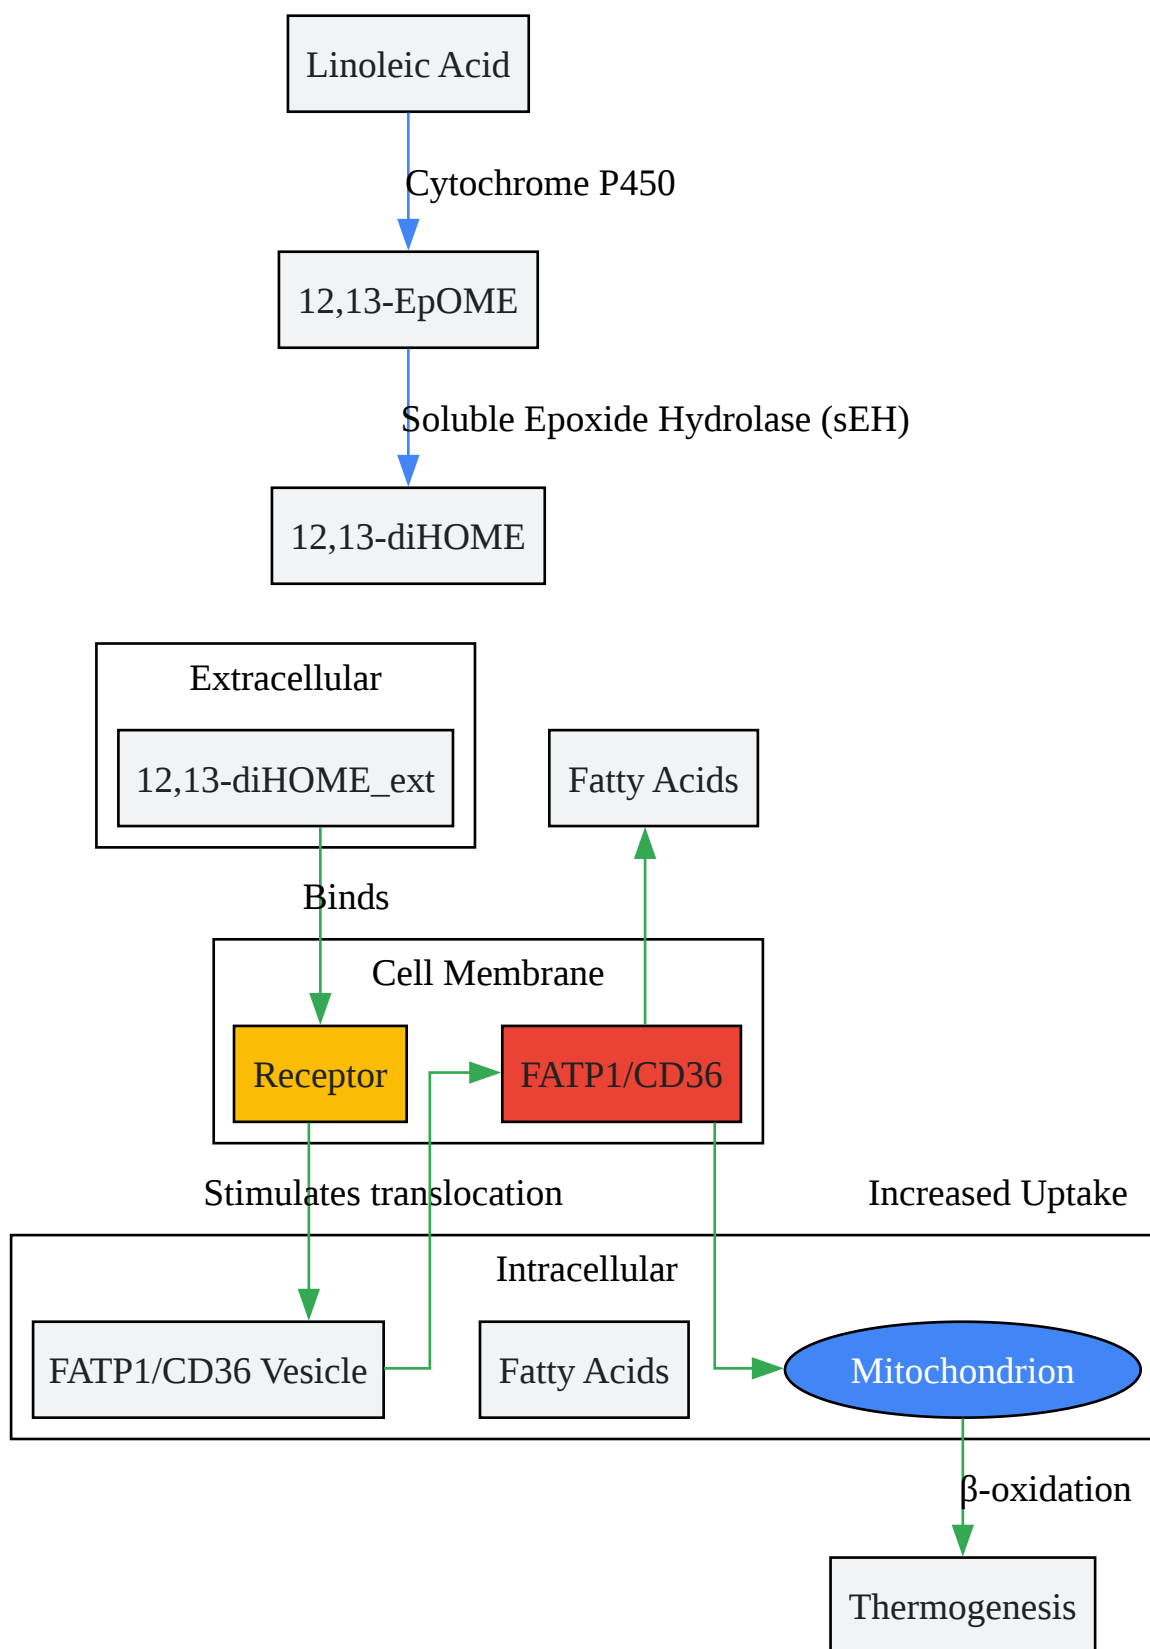 Linoleic Acid
Cytochrome P450
12,13-EpOME
Soluble Epoxide Hydrolase (sEH)
12,13-diHOME
Extracellular
12,13-diHOME_ext
Fatty Acids
Binds
Cell Membrane
Receptor
FATP1/CD36
Stimulates translocation
Increased Uptake
Intracellular
FATP1/CD36 Vesicle
Fatty Acids
Mitochondrion
β-oxidation
Thermogenesis